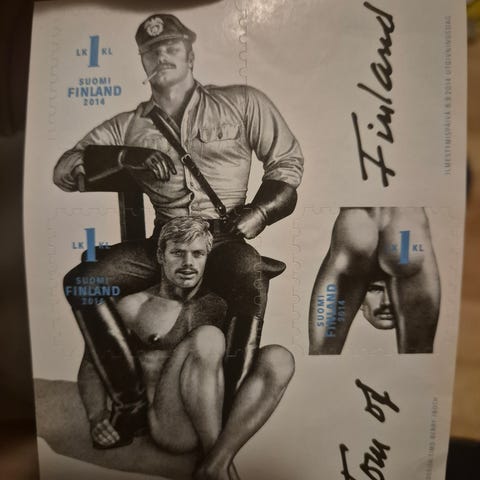 LK 1 KL
SUOMI
FINLAND
2014
LK 1 KL
SUOMI
FINLAND
2014
1 KL
SUOMI
FINLAND
2014
Tom of
Finland
ILMESTYMISPÄIVÄ 8.9.2014 UTGIVNINGSDAG